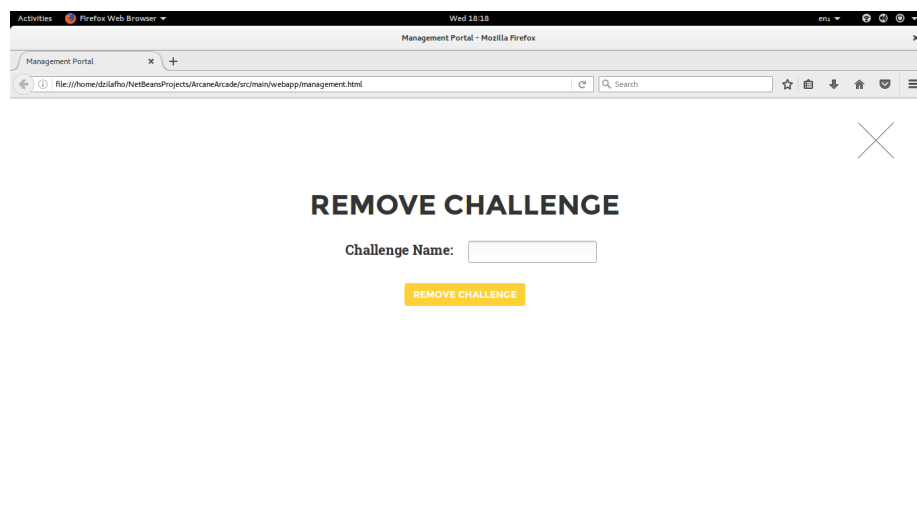 Activities Firefox Web Browser Wed 18:18 en₁
Management Portal - Mozilla Firefox
Management Portal
file:///home/dzilafho/NetBeansProjects/ArcaneArcade/src/main/webapp/management.html Search
REMOVE CHALLENGE
Challenge Name:
REMOVE CHALLENGE